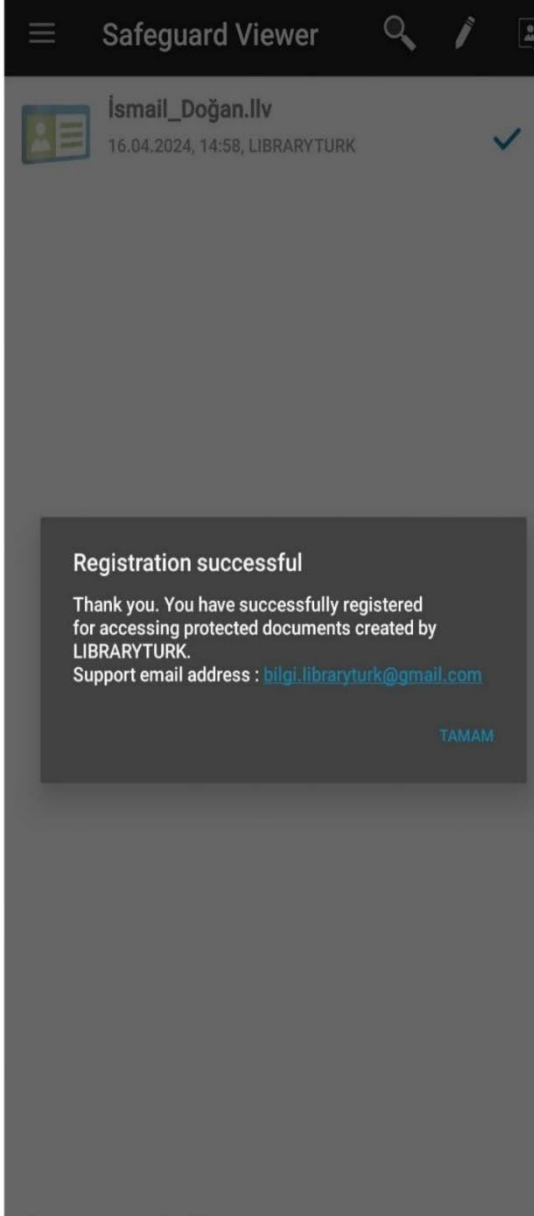 Safeguard Viewer
İsmail_Doğan.llv
16.04.2024, 14:58, LIBRARYTURK
Registration successful
Thank you. You have successfully registered
for accessing protected documents created by
LIBRARYTURK.
Support email address : bilgi.libraryturk@gmail.com
TAMAM